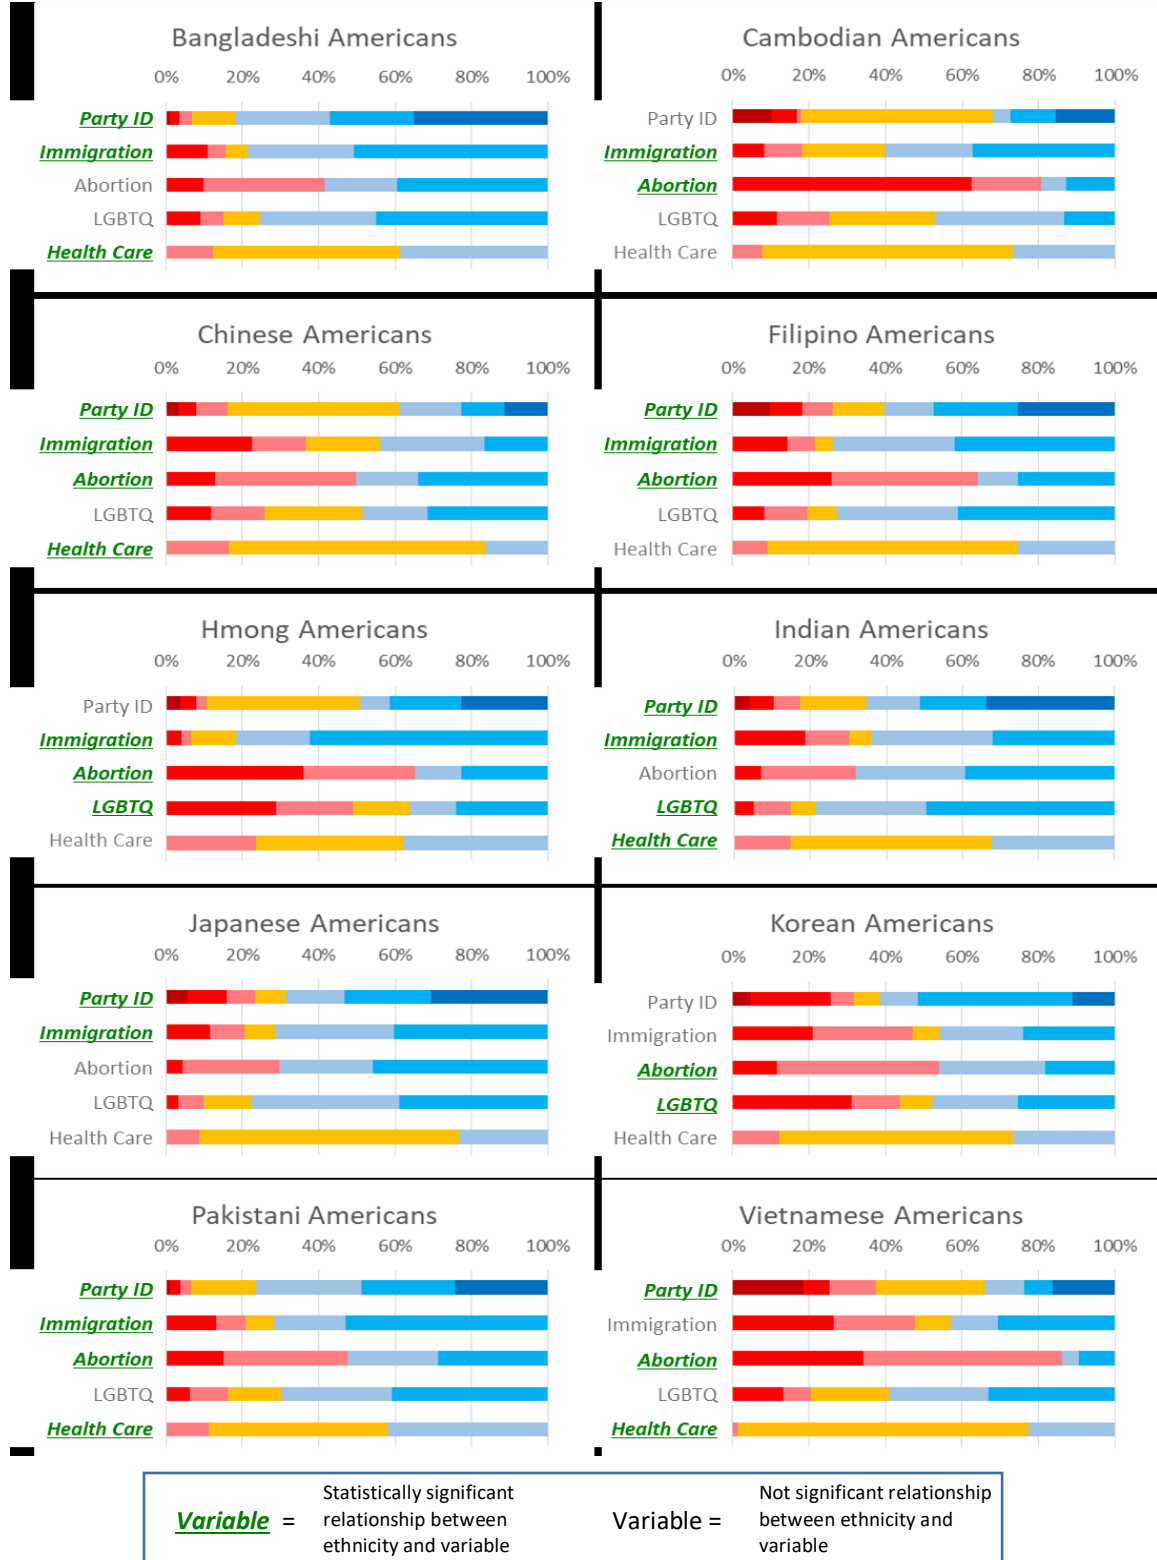 Bangladeshi Americans
0% 20% 40% 60% 80% 100%
Party ID
Immigration
Abortion
LGBTQ
Health Care
Cambodian Americans
0% 20% 40% 60% 80% 100%
Party ID
Immigration
Abortion
LGBTQ
Health Care
Chinese Americans
0% 20% 40% 60% 80% 100%
Party ID
Immigration
Abortion
LGBTQ
Health Care
Filipino Americans
0% 20% 40% 60% 80% 100%
Party ID
Immigration
Abortion
LGBTQ
Health Care
Hmong Americans
0% 20% 40% 60% 80% 100%
Party ID
Immigration
Abortion
LGBTQ
Health Care
Indian Americans
0% 20% 40% 60% 80% 100%
Party ID
Immigration
Abortion
LGBTQ
Health Care
Japanese Americans
0% 20% 40% 60% 80% 100%
Party ID
Immigration
Abortion
LGBTQ
Health Care
Korean Americans
0% 20% 40% 60% 80% 100%
Party ID
Immigration
Abortion
LGBTQ
Health Care
Pakistani Americans
0% 20% 40% 60% 80% 100%
Party ID
Immigration
Abortion
LGBTQ
Health Care
Vietnamese Americans
0% 20% 40% 60% 80% 100%
Party ID
Immigration
Abortion
LGBTQ
Health Care
Variable =
Statistically significant
relationship between
ethnicity and variable
Variable =
Not significant relationship
between ethnicity and
variable